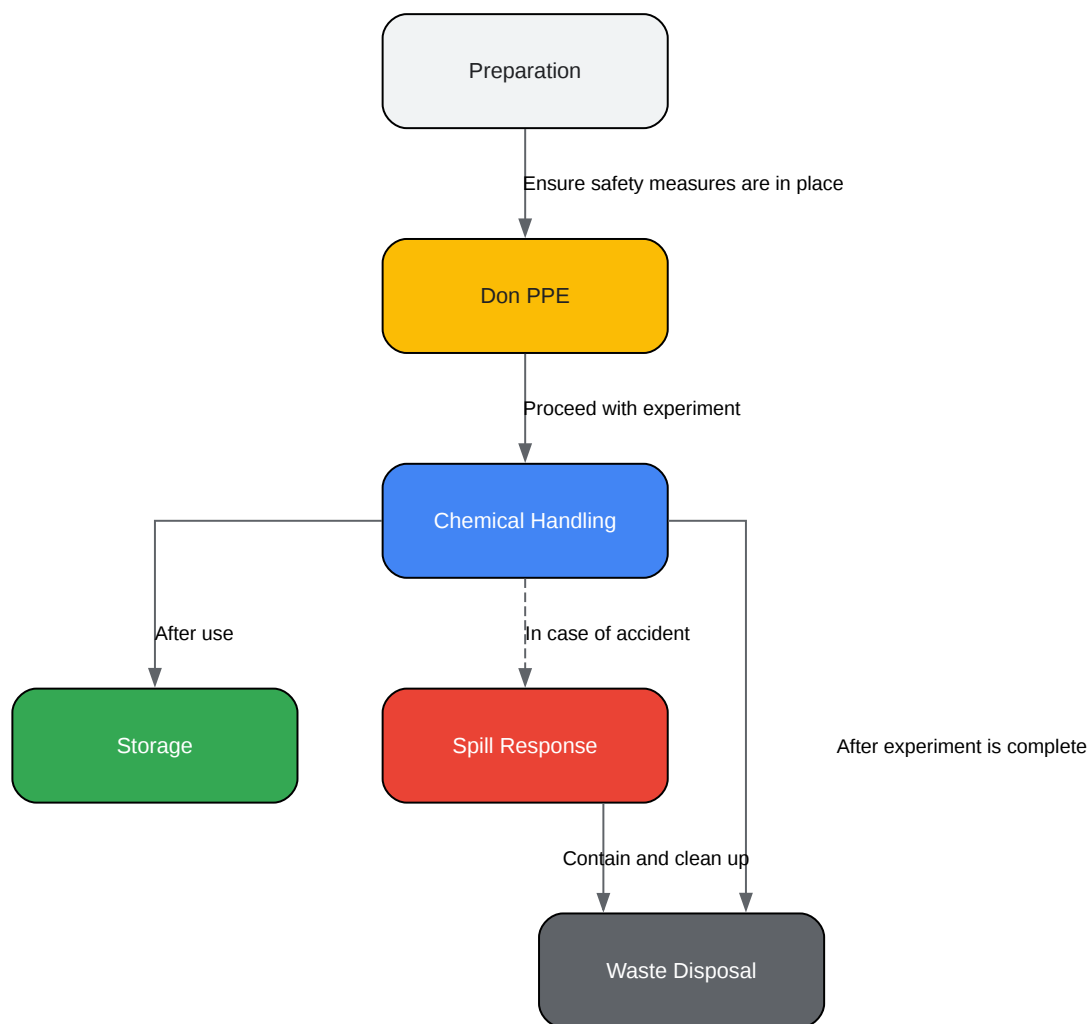 Preparation
Ensure safety measures are in place
Don PPE
Proceed with experiment
Chemical Handling
After use
In case of accident
Storage
Spill Response
After experiment is complete
Contain and clean up
Waste Disposal